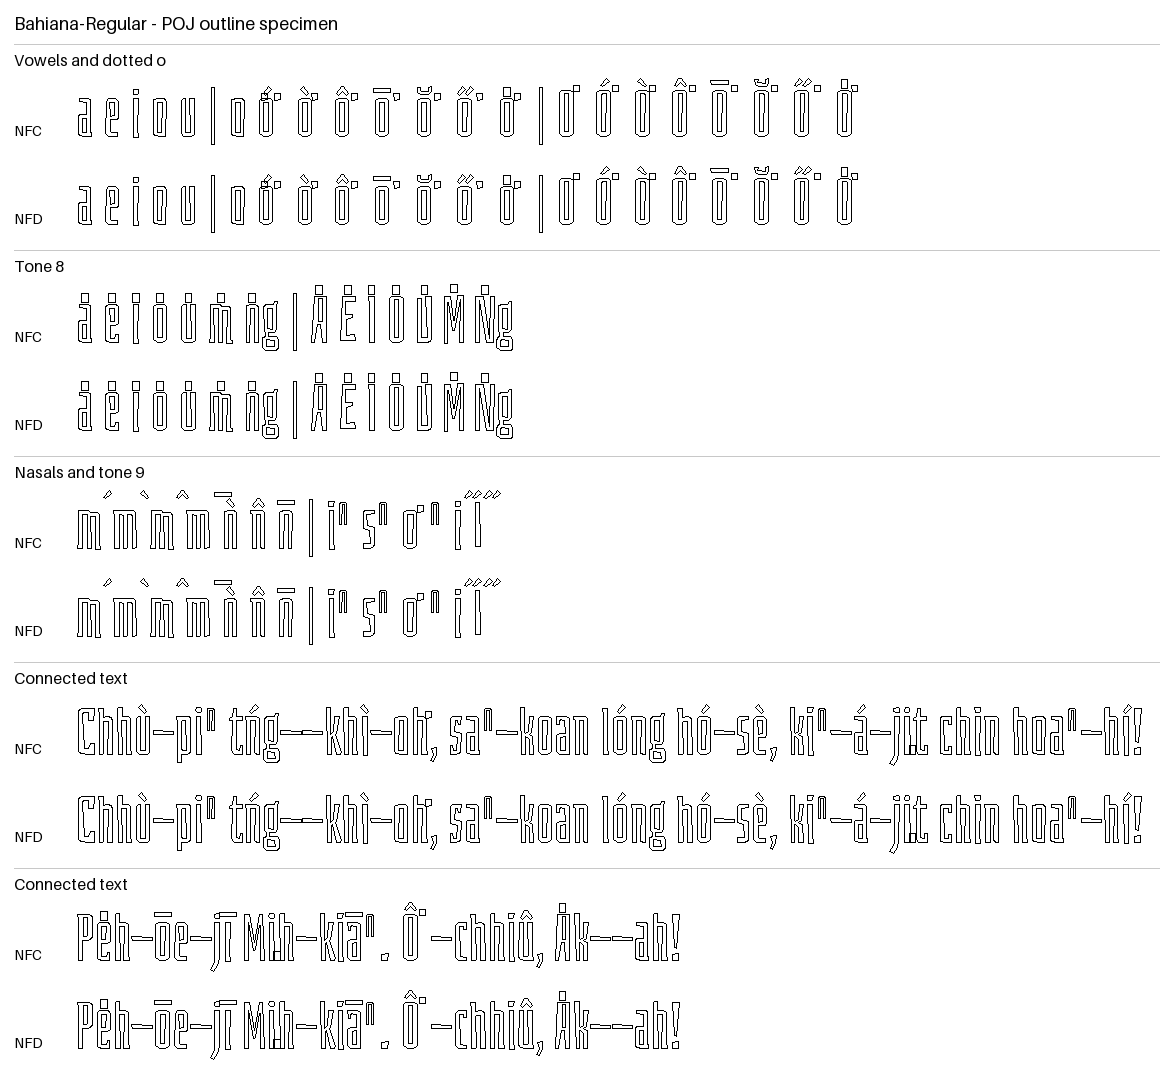 Bahiana-Regular - POJ outline specimen
Vowels and dotted o
NFC a e i o u | o͘ ó͘ ò͘ ô͘ ō͘ ŏ͘ ő͘ o̍͘ | O͘ Ó͘ Ò͘ Ô͘ Ō͘ Ŏ͘ Ő͘ O̍͘
NFD a e i o u | o͘ ó͘ ò͘ ô͘ ō͘ ŏ͘ ő͘ o̍͘ | O͘ Ó͘ Ò͘ Ô͘ Ō͘ Ŏ͘ Ő͘ O̍͘
Tone 8
NFC a̍ e̍ i̍ o̍ u̍ m̍ n̍g | A̍ E̍ I̍ O̍ U̍ M̍ N̍g
NFD a̍ e̍ i̍ o̍ u̍ m̍ n̍g | A̍ E̍ I̍ O̍ U̍ M̍ N̍g
Nasals and tone 9
NFC ḿ m̀ m̂ m̄ ǹ n̂ n̄ | iⁿ sⁿ o͘ⁿ i̋ I̋
NFD ḿ m̀ m̂ m̄ ǹ n̂ n̄ | iⁿ sⁿ o͘ⁿ i̋ I̋
Connected text
NFC Chhù-piⁿ tńg--khì-o͘h, saⁿ-koan lóng hó-sè, kiⁿ-á-ji̍t chin hoaⁿ-hí!
NFD Chhù-piⁿ tńg--khì-o͘h, saⁿ-koan lóng hó-sè, kiⁿ-á-ji̍t chin hoaⁿ-hí!
Connected text
NFC Pe̍h-ōe-jī Mi̍h-kiāⁿ. Ô͘-chhiû, A̍k--ah!
NFD Pe̍h-ōe-jī Mi̍h-kiāⁿ. Ô͘-chhiû, A̍k--ah!